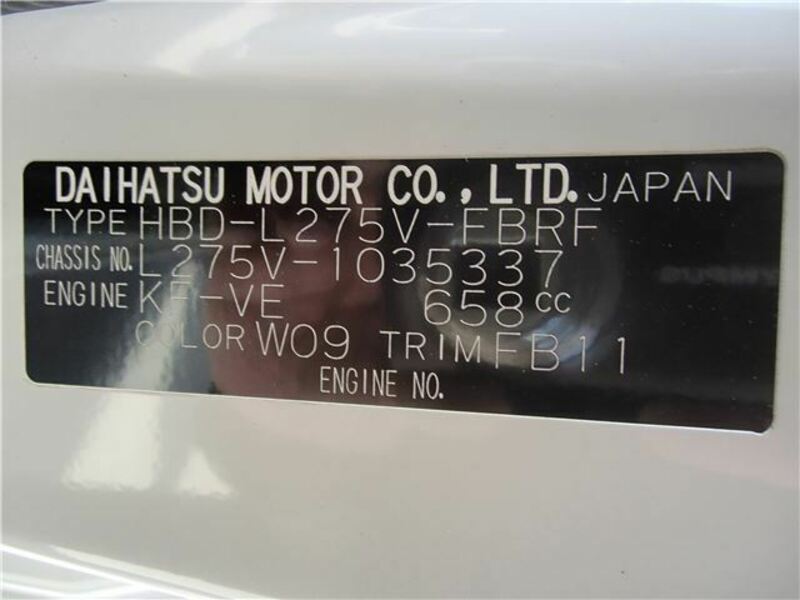 DAIHATSU MOTOR CO., LTD. JAPAN
TYPE HBD-L275V-FBRF
CHASSIS NO. L275V-1035337
ENGINE KF-VE 658cc
COLOR W09 TRIM FB11
ENGINE NO.